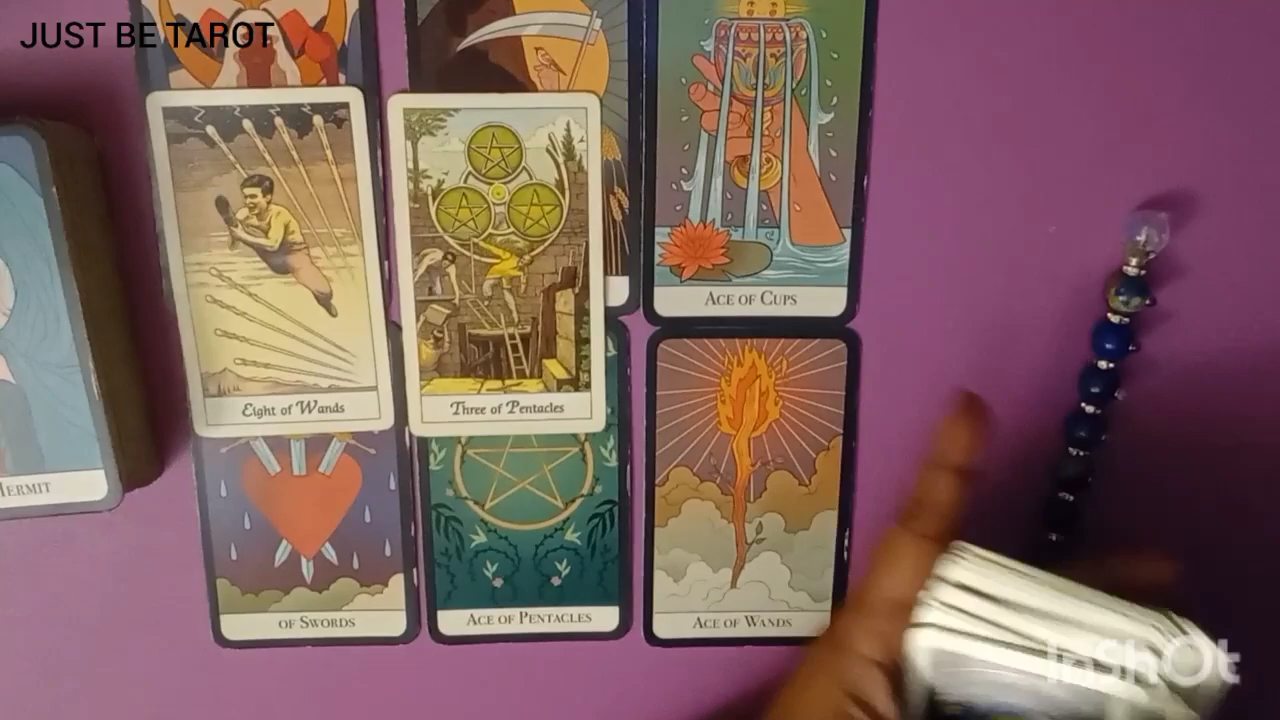 JUST BE TAROT
ACE OF CUPS
Eight of Wands
Three of Pentacles
HERMIT
OF SWORDS
ACE OF PENTACLES
ACE OF WANDS
InShOt